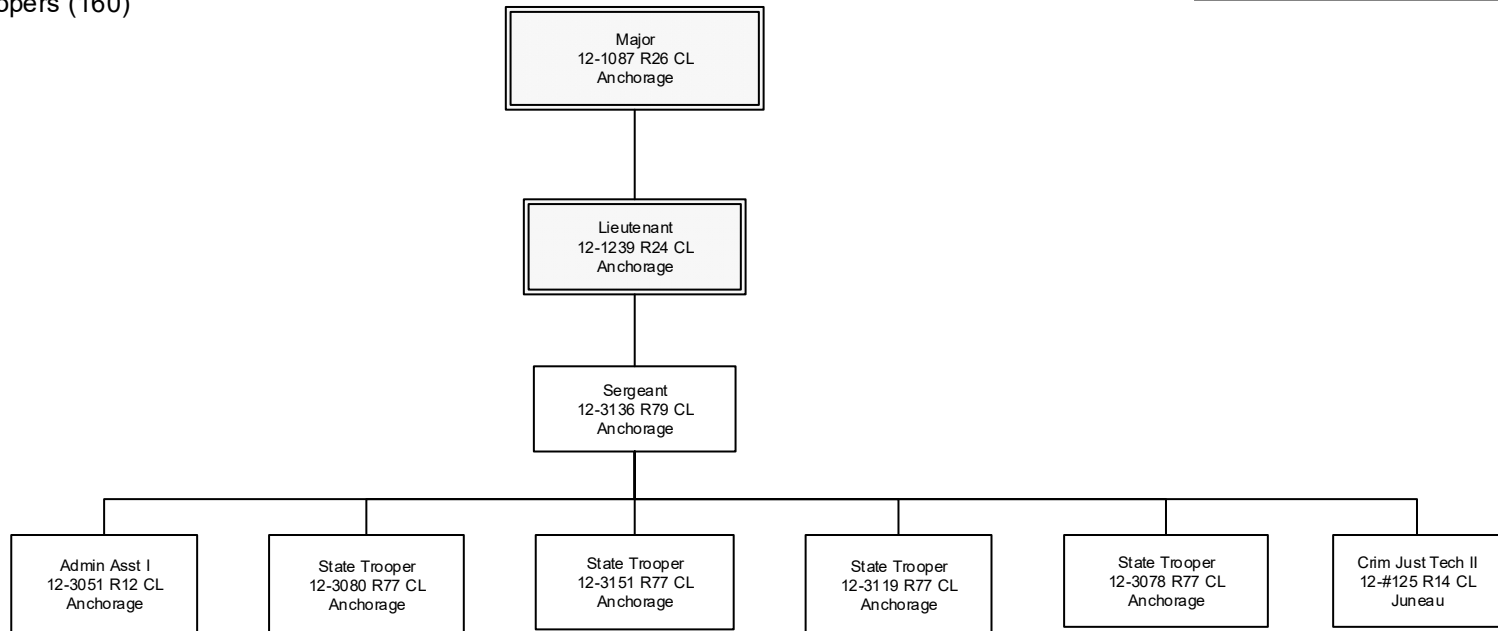 opers (160)
Major
12-1087 R26 CL
Anchorage
Lieutenant
12-1239 R24 CL
Anchorage
Sergeant
12-3136 R79 CL
Anchorage
Admin Asst I
12-3051 R12 CL
Anchorage
State Trooper
12-3080 R77 CL
Anchorage
State Trooper
12-3151 R77 CL
Anchorage
State Trooper
12-3119 R77 CL
Anchorage
State Trooper
12-3078 R77 CL
Anchorage
Crim Just Tech II
12-#125 R14 CL
Juneau